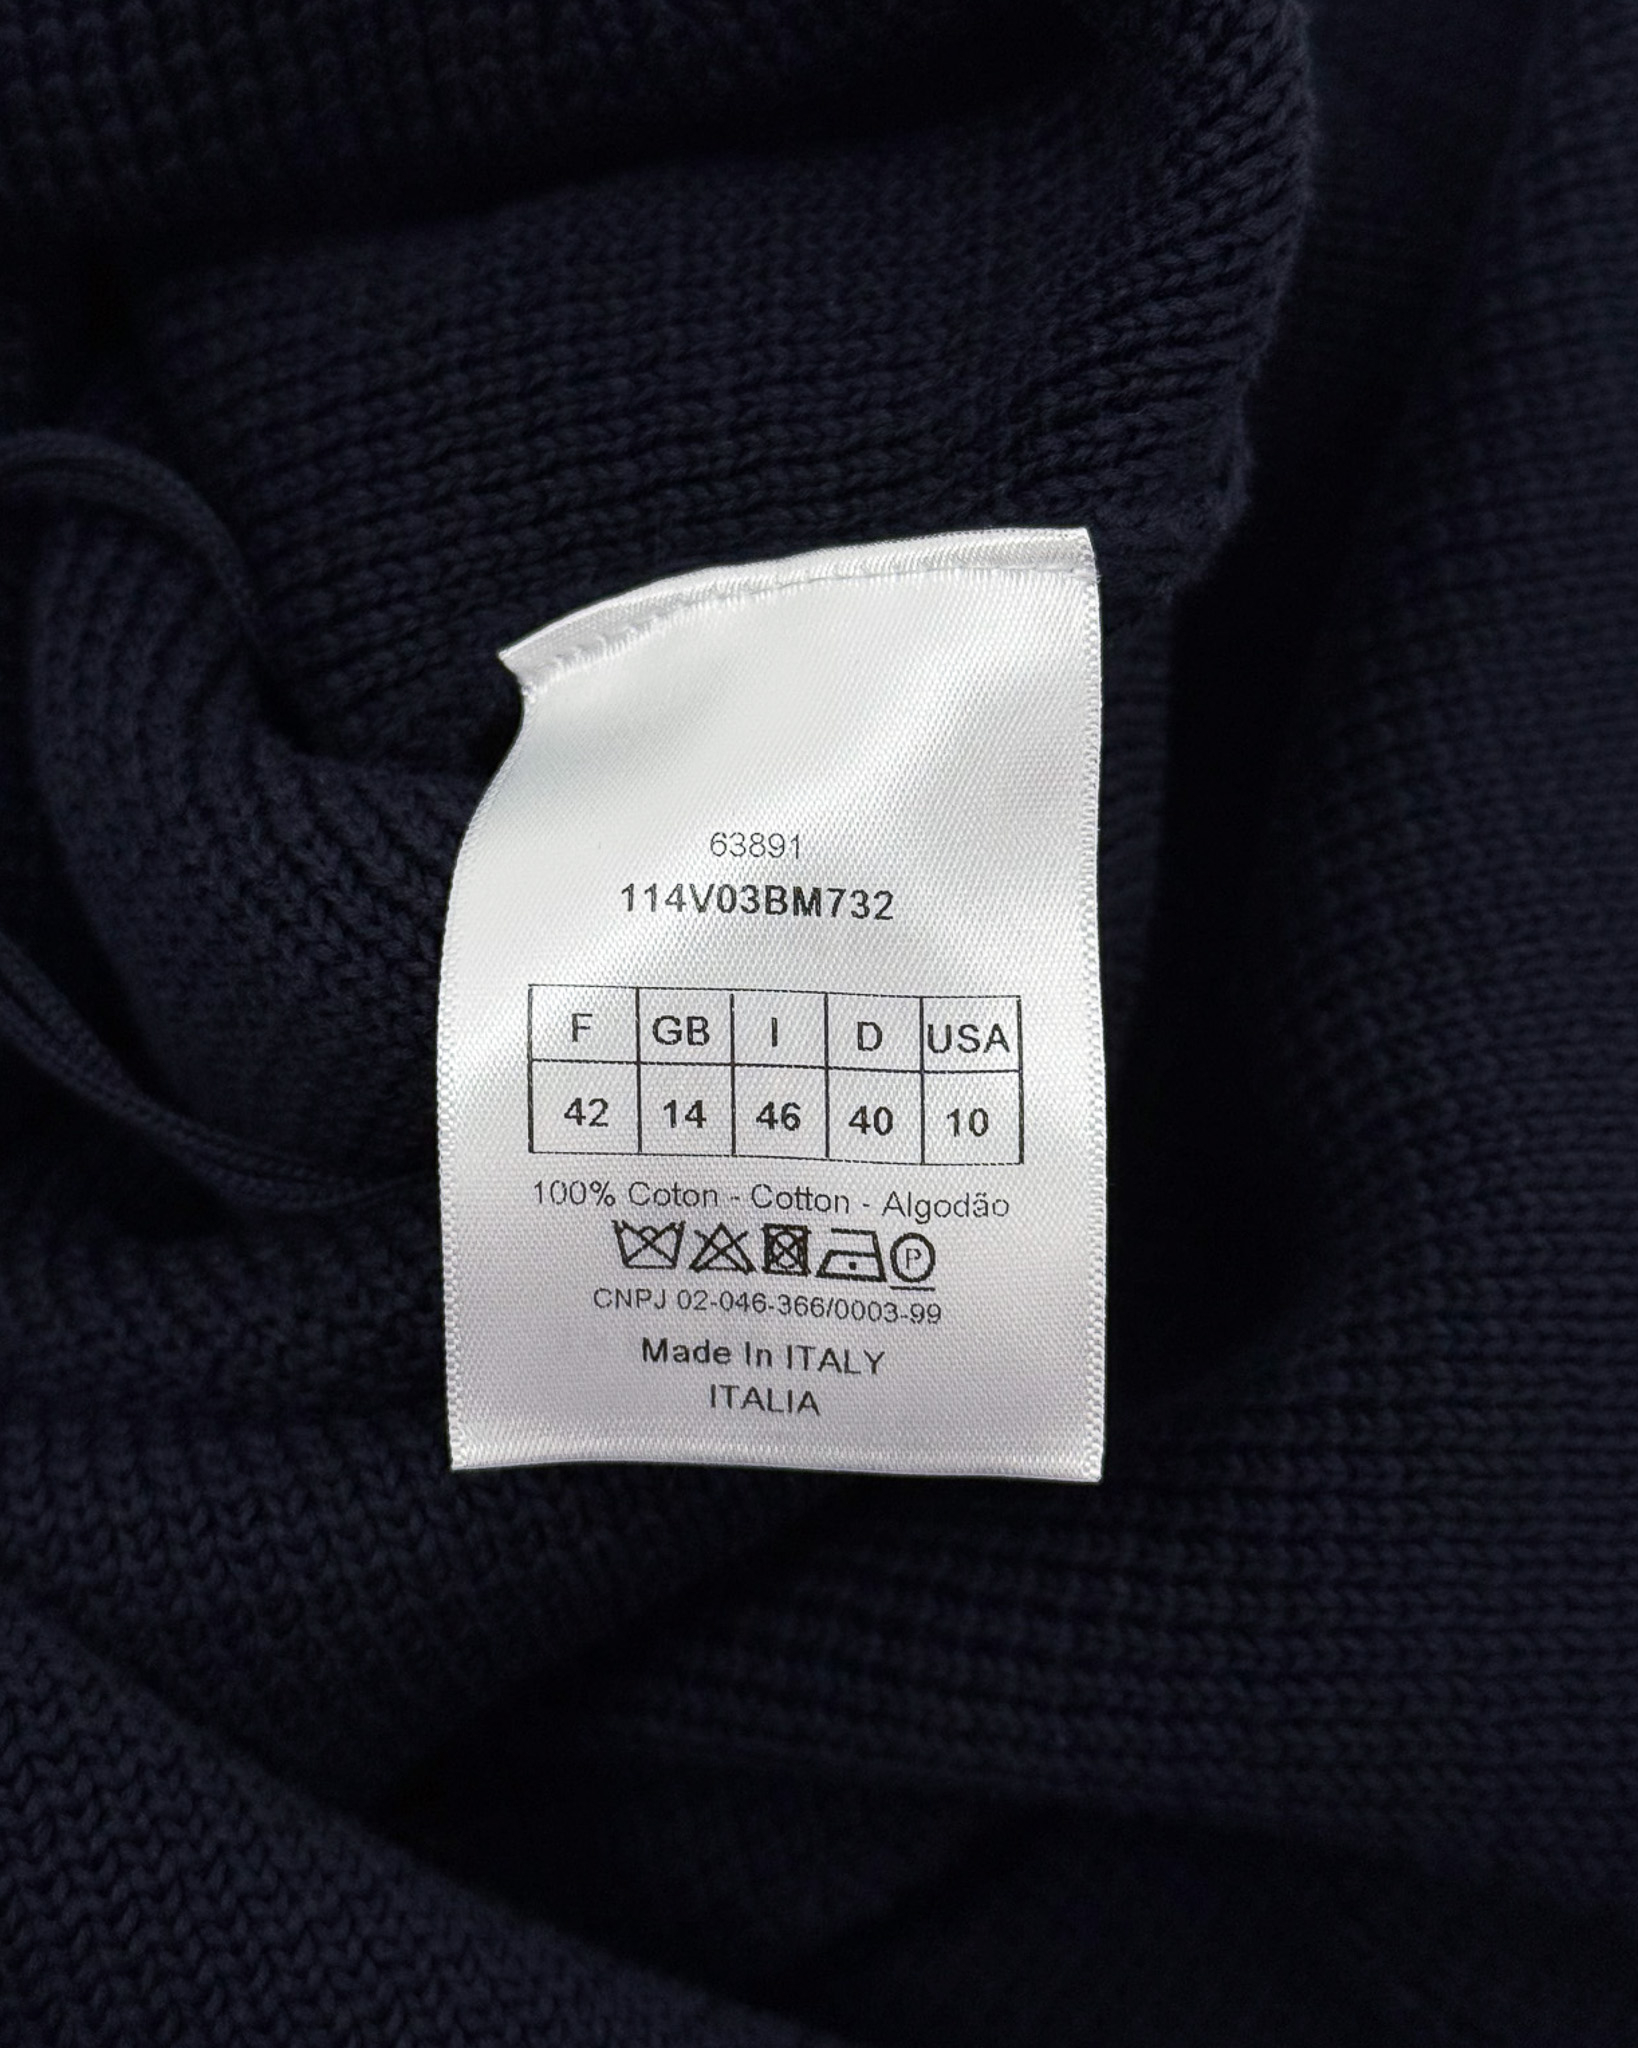 63891
114V03BM732
F GB I D USA
42 14 46 40 10
100% Coton - Cotton - Algodão
P
CNPJ 02-046-366/0003-99
Made In ITALY
ITALIA